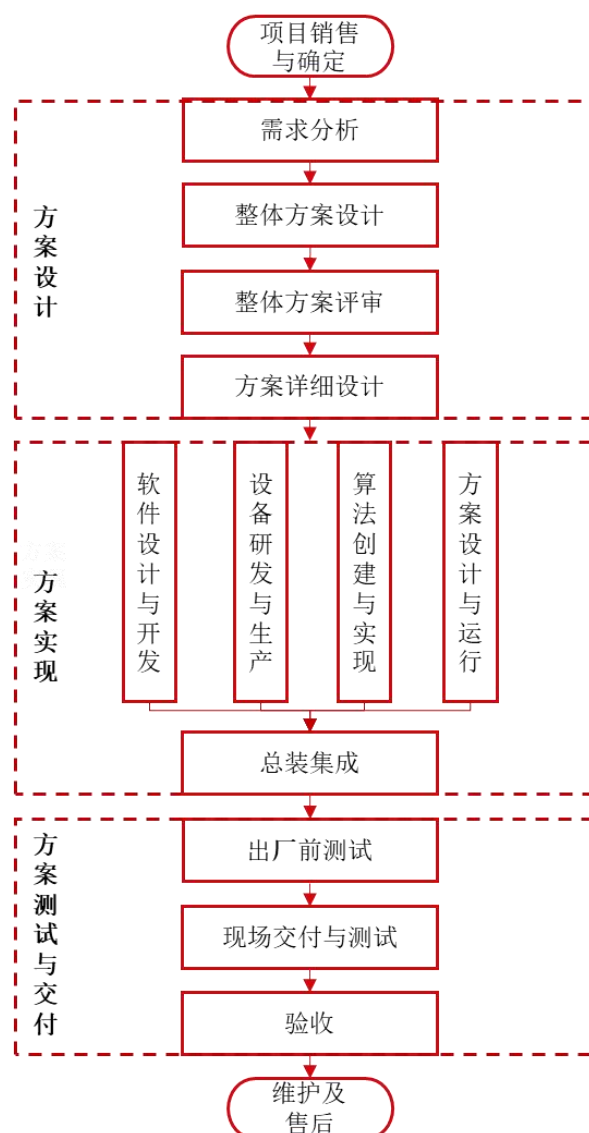 项目销售
与确定
需求分析
整体方案设计
方案设计
整体方案评审
方案详细设计
软件设计与开发
设备研发与生产
算法创建与实现
方案设计与运行
方案实现
总装集成
出厂前测试
方案测试与交付
现场交付与测试
验收
维护及
售后